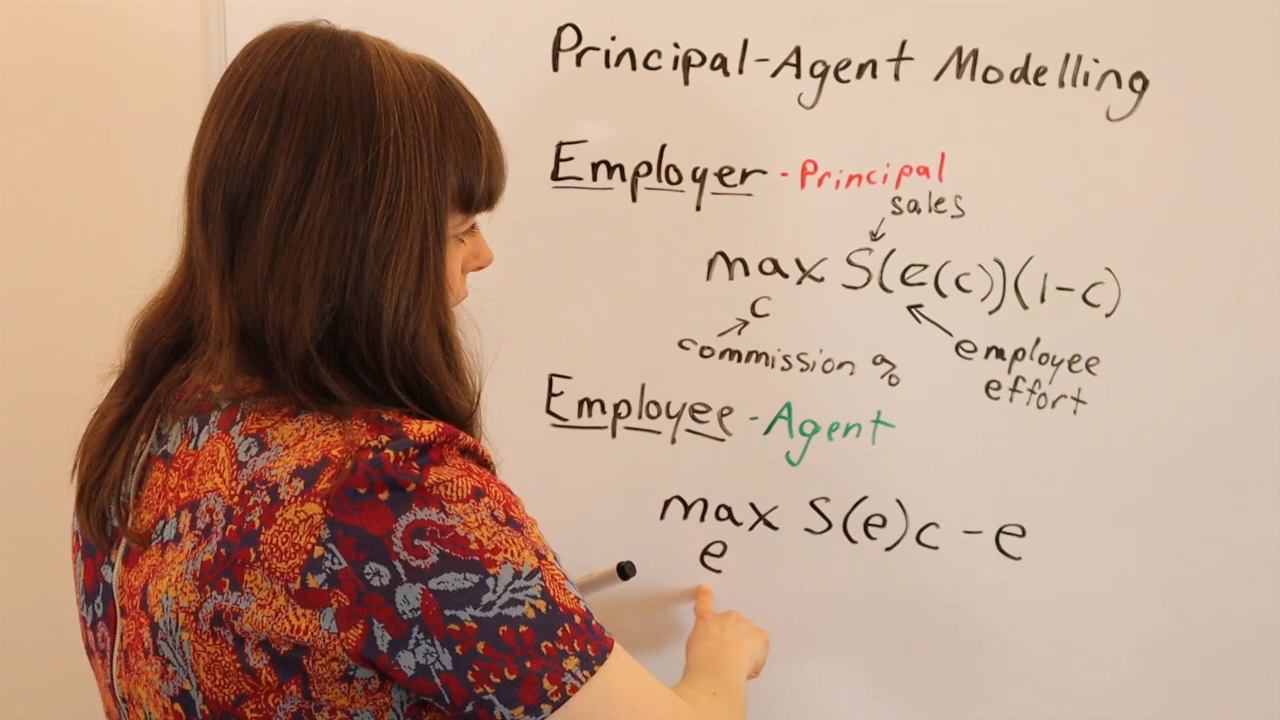 Principal-Agent Modelling
Employer - Principal
sales
max S(e(c))(1-c)
c
commission %
employee
effort
Employee - Agent
max S(e)c - e
e